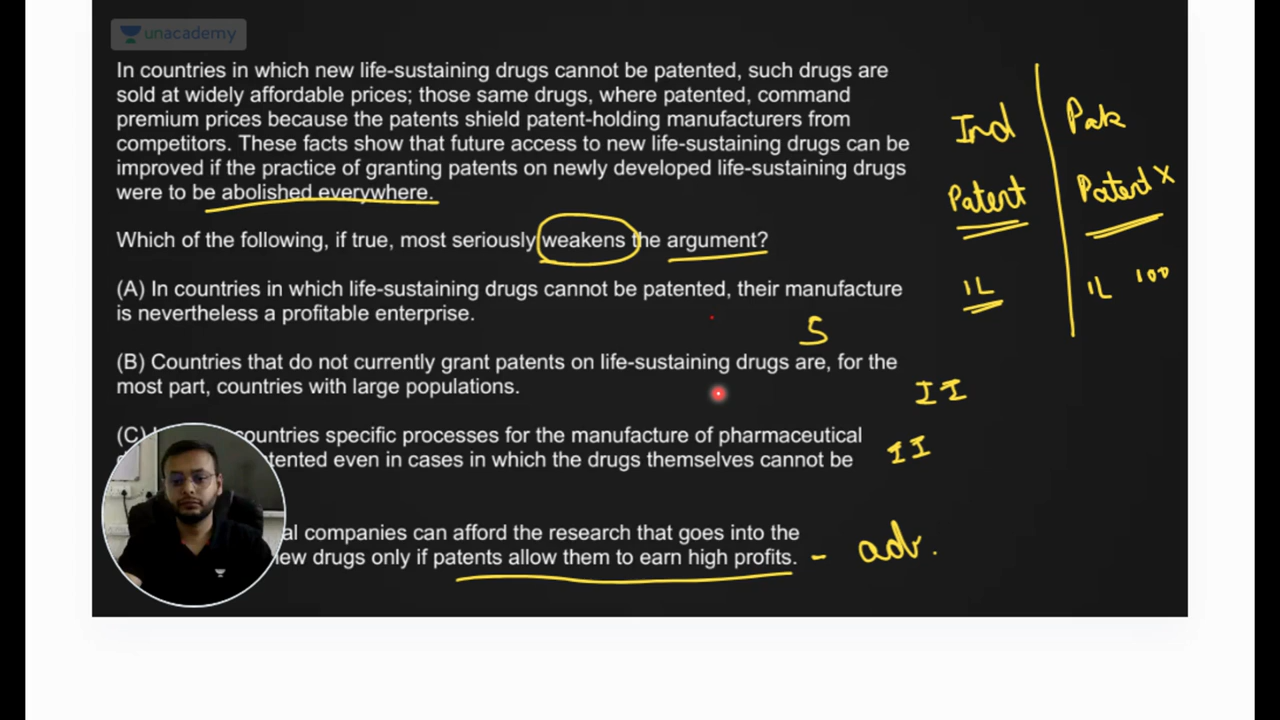 unacademy
In countries in which new life-sustaining drugs cannot be patented, such drugs are
sold at widely affordable prices; those same drugs, where patented, command
premium prices because the patents shield patent-holding manufacturers from
competitors. These facts show that future access to new life-sustaining drugs can be
improved if the practice of granting patents on newly developed life-sustaining drugs
were to be abolished everywhere.
Which of the following, if true, most seriously weakens the argument?
(A) In countries in which life-sustaining drugs cannot be patented, their manufacture
is nevertheless a profitable enterprise.
S
(B) Countries that do not currently grant patents on life-sustaining drugs are, for the
most part, countries with large populations.
II
(C) countries specific processes for the manufacture of pharmaceutical
II
even in cases in which the drugs themselves cannot be
companies can afford the research that goes into the
new drugs only if patents allow them to earn high profits. - adv.
Ind Pak
Patent Patent X
1L 1L 100